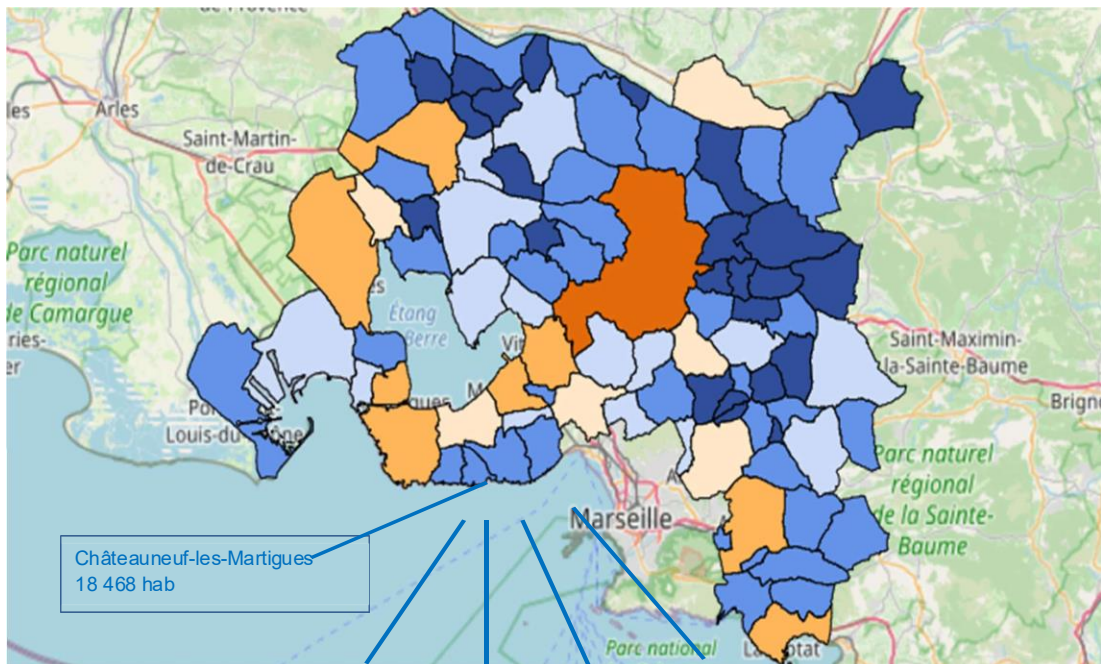 de Provence
les
Arles
Saint-Martin-
de-Crau
Parc naturel
régional
de Camargue
Étang
Berre
Saint-Maximin-
la-Sainte-Baume
Brign
Marseille
Parc naturel
régional
de la Sainte-
Baume
Châteauneuf-les-Martigues
18 468 hab
Parc national